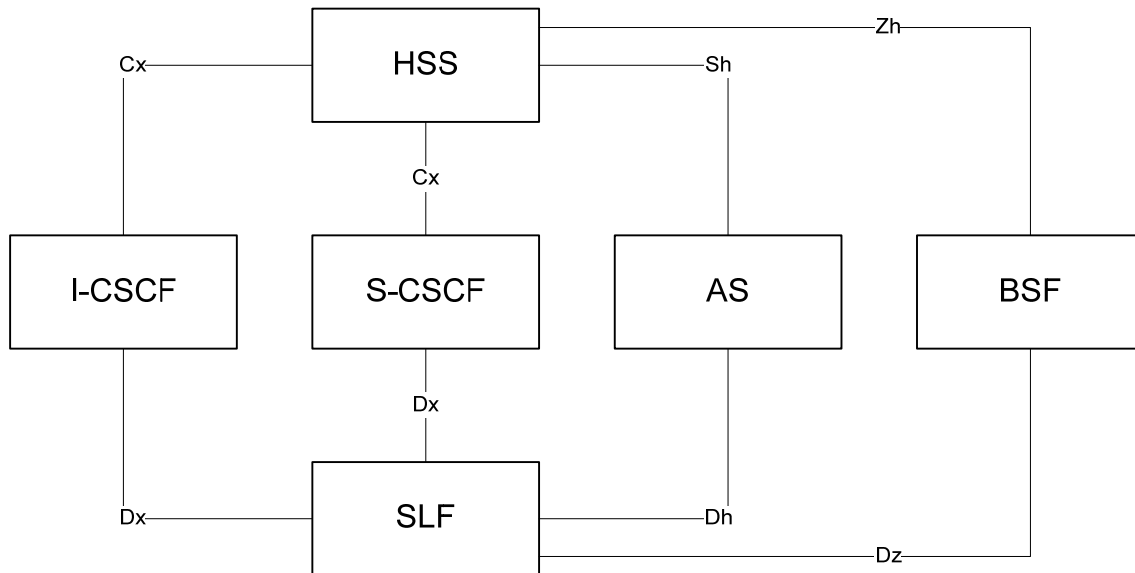 Zh
HSS
Cx
Sh
Cx
I-CSCF
S-CSCF
AS
BSF
Dx
SLF
Dx
Dh
Dz